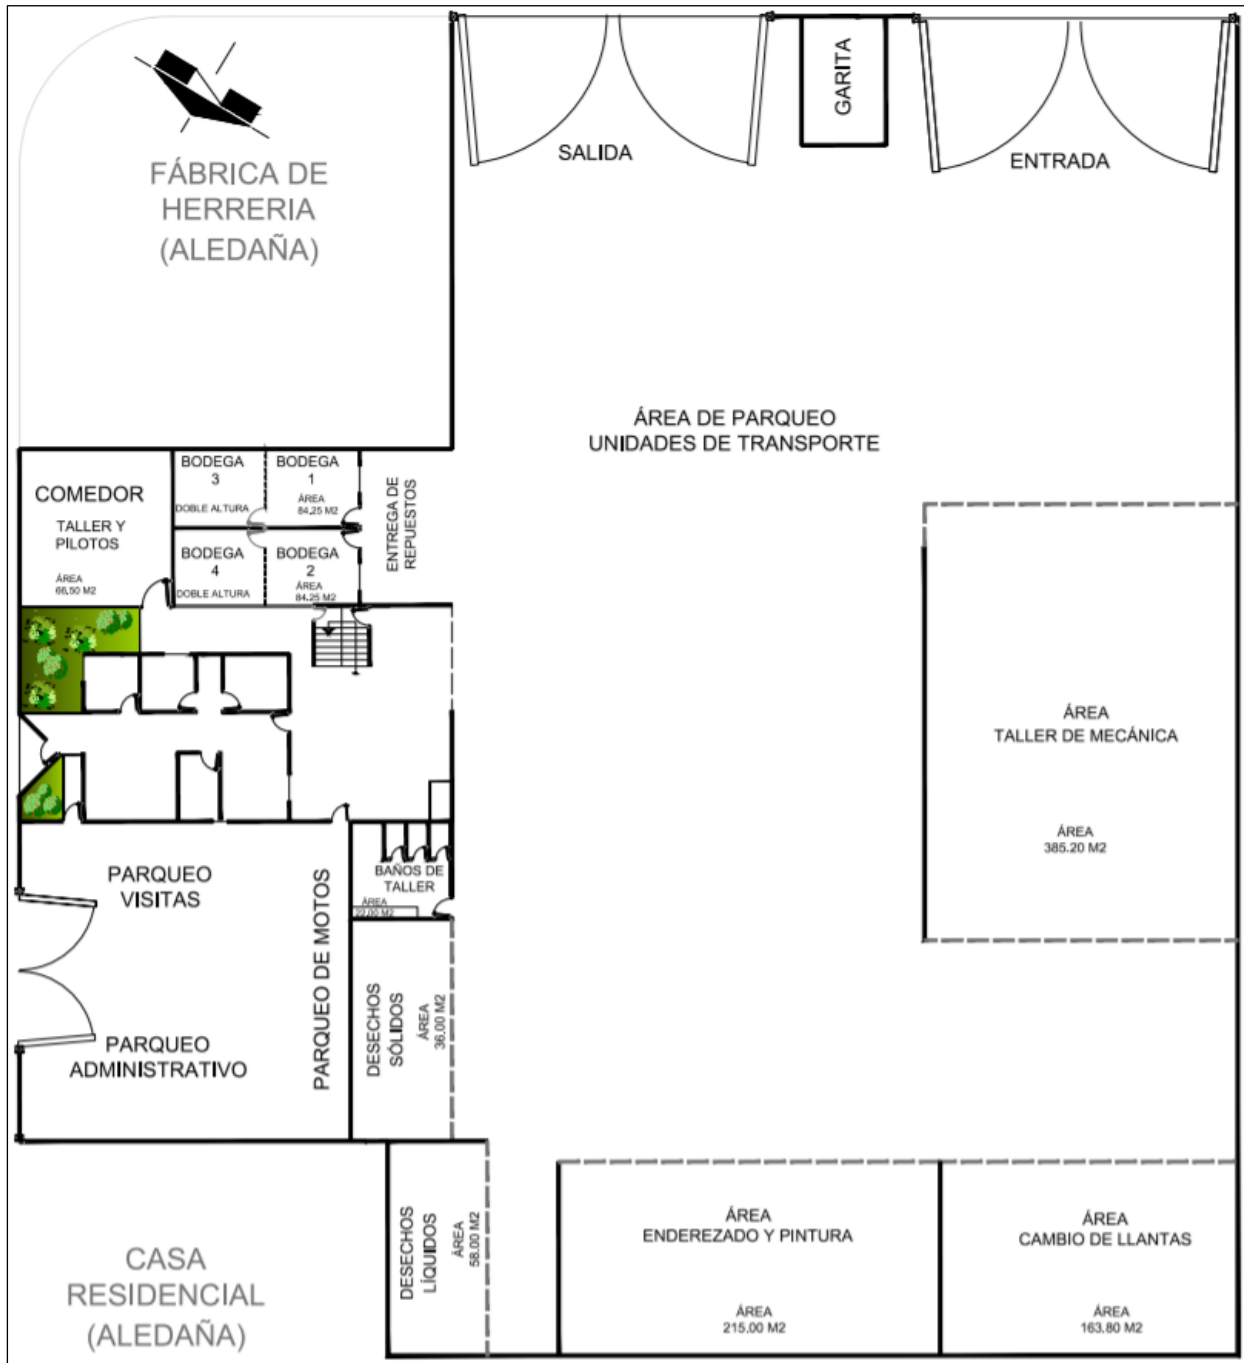 FÁBRICA DE
HERRERIA
(ALEDAÑA)
SALIDA
GARITA
ENTRADA
ÁREA DE PARQUEO
UNIDADES DE TRANSPORTE
COMEDOR
TALLER Y
PILOTOS
ÁREA
66,50 M2
BODEGA
3
DOBLE ALTURA
BODEGA
1
ÁREA
84,25 M2
BODEGA
4
DOBLE ALTURA
BODEGA
2
ÁREA
84.25 M2
ENTREGA DE
REPUESTOS
ÁREA
TALLER DE MECÁNICA
ÁREA
385.20 M2
PARQUEO
VISITAS
PARQUEO
ADMINISTRATIVO
PARQUEO DE MOTOS
BAÑOS DE
TALLER
ÁREA
22.00 M2
DESECHOS
SÓLIDOS
ÁREA
36.00 M2
DESECHOS
LÍQUIDOS
ÁREA
58.00 M2
ÁREA
ENDEREZADO Y PINTURA
ÁREA
215.00 M2
ÁREA
CAMBIO DE LLANTAS
ÁREA
163.80 M2
CASA
RESIDENCIAL
(ALEDAÑA)